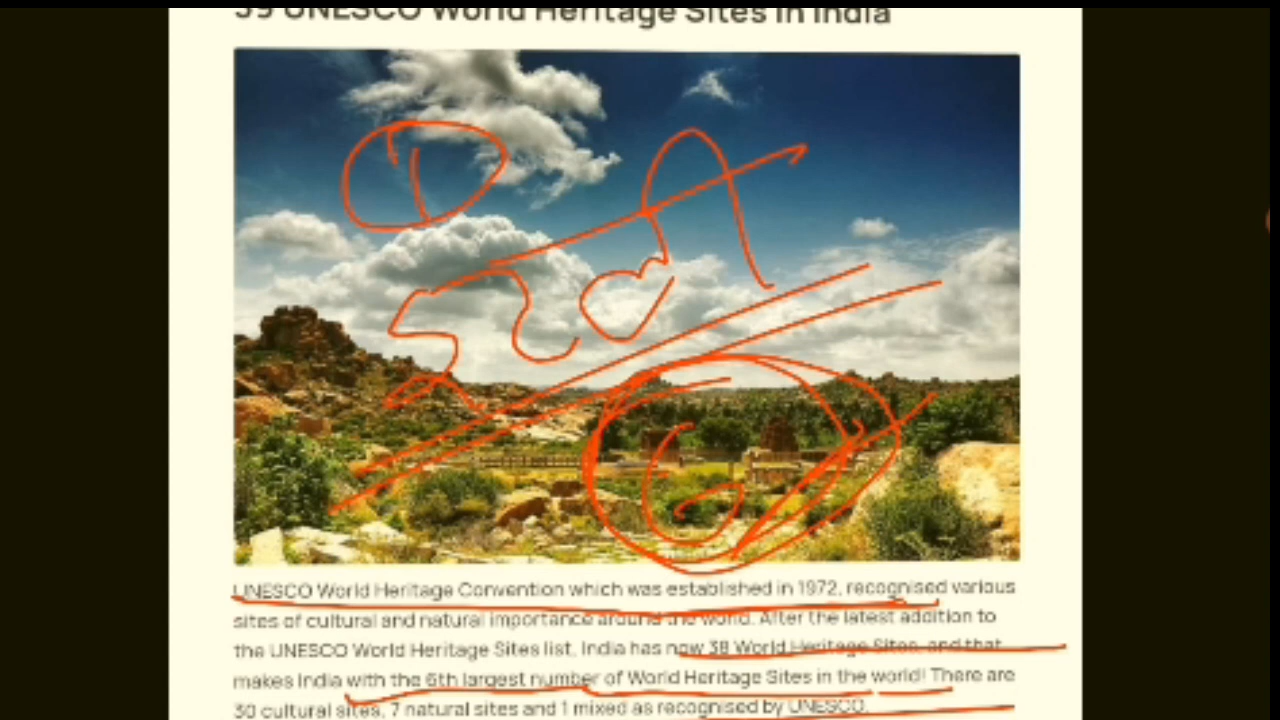 39 UNESCO World Heritage Sites in India
UNESCO World Heritage Convention which was established in 1972, recognised various
sites of cultural and natural importance around the world. After the latest addition to
the UNESCO World Heritage Sites list, India has now 38 World Heritage Sites, and that
makes India with the 6th largest number of World Heritage Sites in the world! There are
30 cultural sites, 7 natural sites and 1 mixed as recognised by UNESCO.